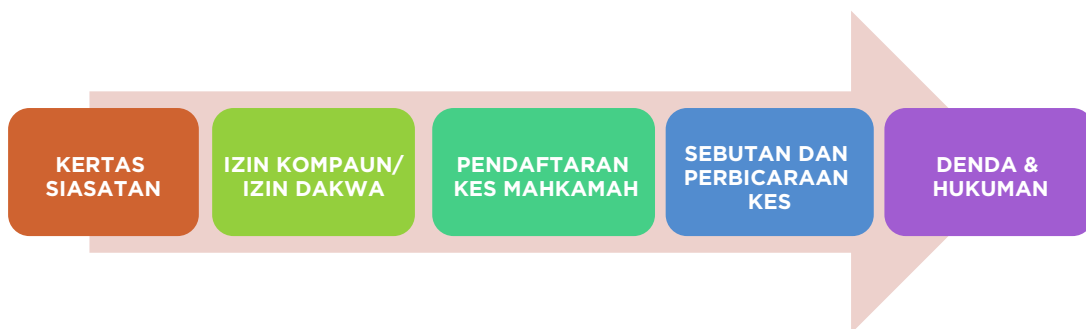 KERTAS
SIASATAN
IZIN KOMPAUN/
IZIN DAKWA
PENDAFTARAN
KES MAHKAMAH
SEBUTAN DAN
PERBICARAAN
KES
DENDA &
HUKUMAN